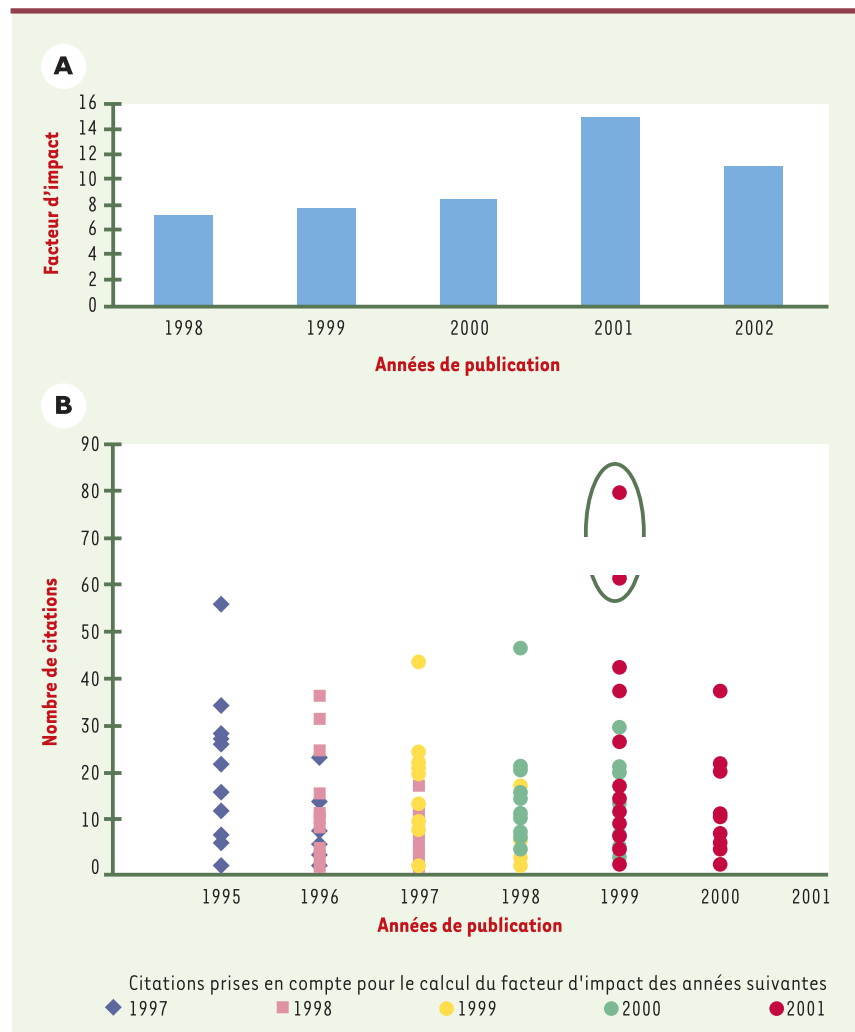 A
Facteur d'impact
16
14
12
10
8
6
4
2
0
1998 1999 2000 2001 2002
Années de publication
B
Nombre de citations
90
80
70
60
50
40
30
20
10
0
1995 1996 1997 1998 1999 2000 2001
Années de publication
Citations prises en compte pour le calcul du facteur d'impact des années suivantes
1997 1998 1999 2000 2001